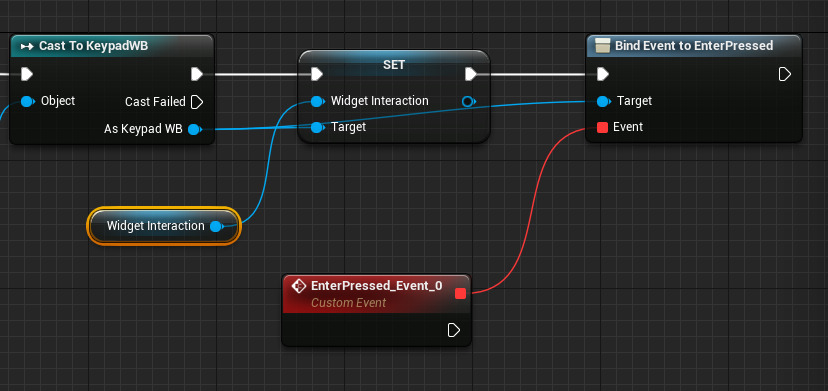 Cast To KeypadWB
Object
Cast Failed
As Keypad WB
SET
Widget Interaction
Target
Bind Event to EnterPressed
Target
Event
Widget Interaction
EnterPressed_Event_0
Custom Event